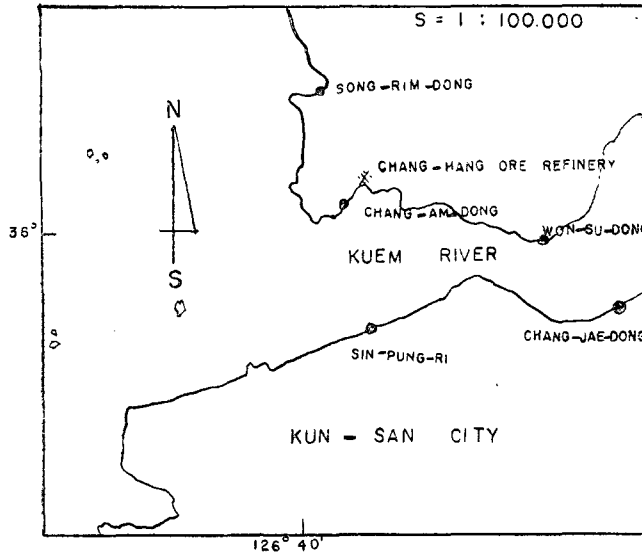 S = 1 : 100.000
SONG-RIM-DONG
N
CHANG-HANG ORE REFINERY
CHANG-AM-DONG
36°
WON-SU-DONG
KUEM RIVER
S
CHANG-JAE-DONG
SIN-PUNG-RI
KUN - SAN CITY
126° 40'